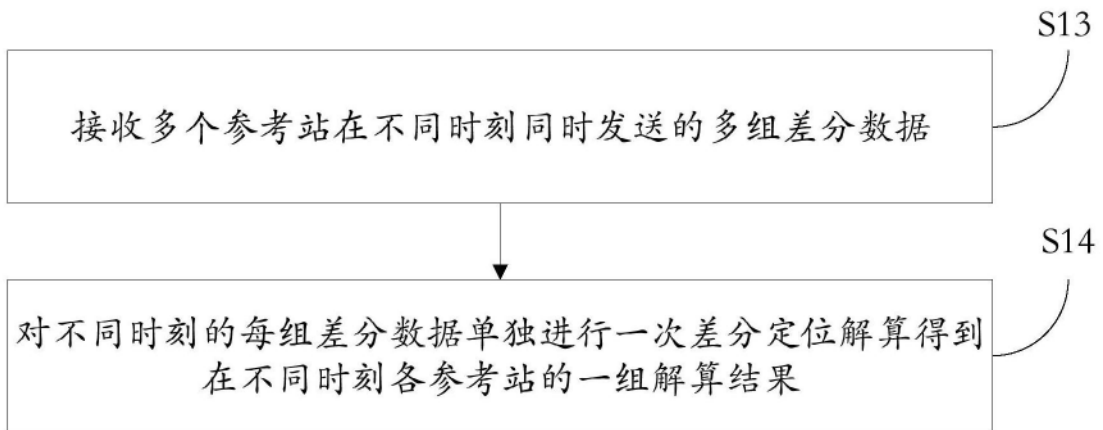 S13
接收多个参考站在不同时刻同时发送的多组差分数据
S14
对不同时刻的每组差分数据单独进行一次差分定位解算得到
在不同时刻各参考站的一组解算结果